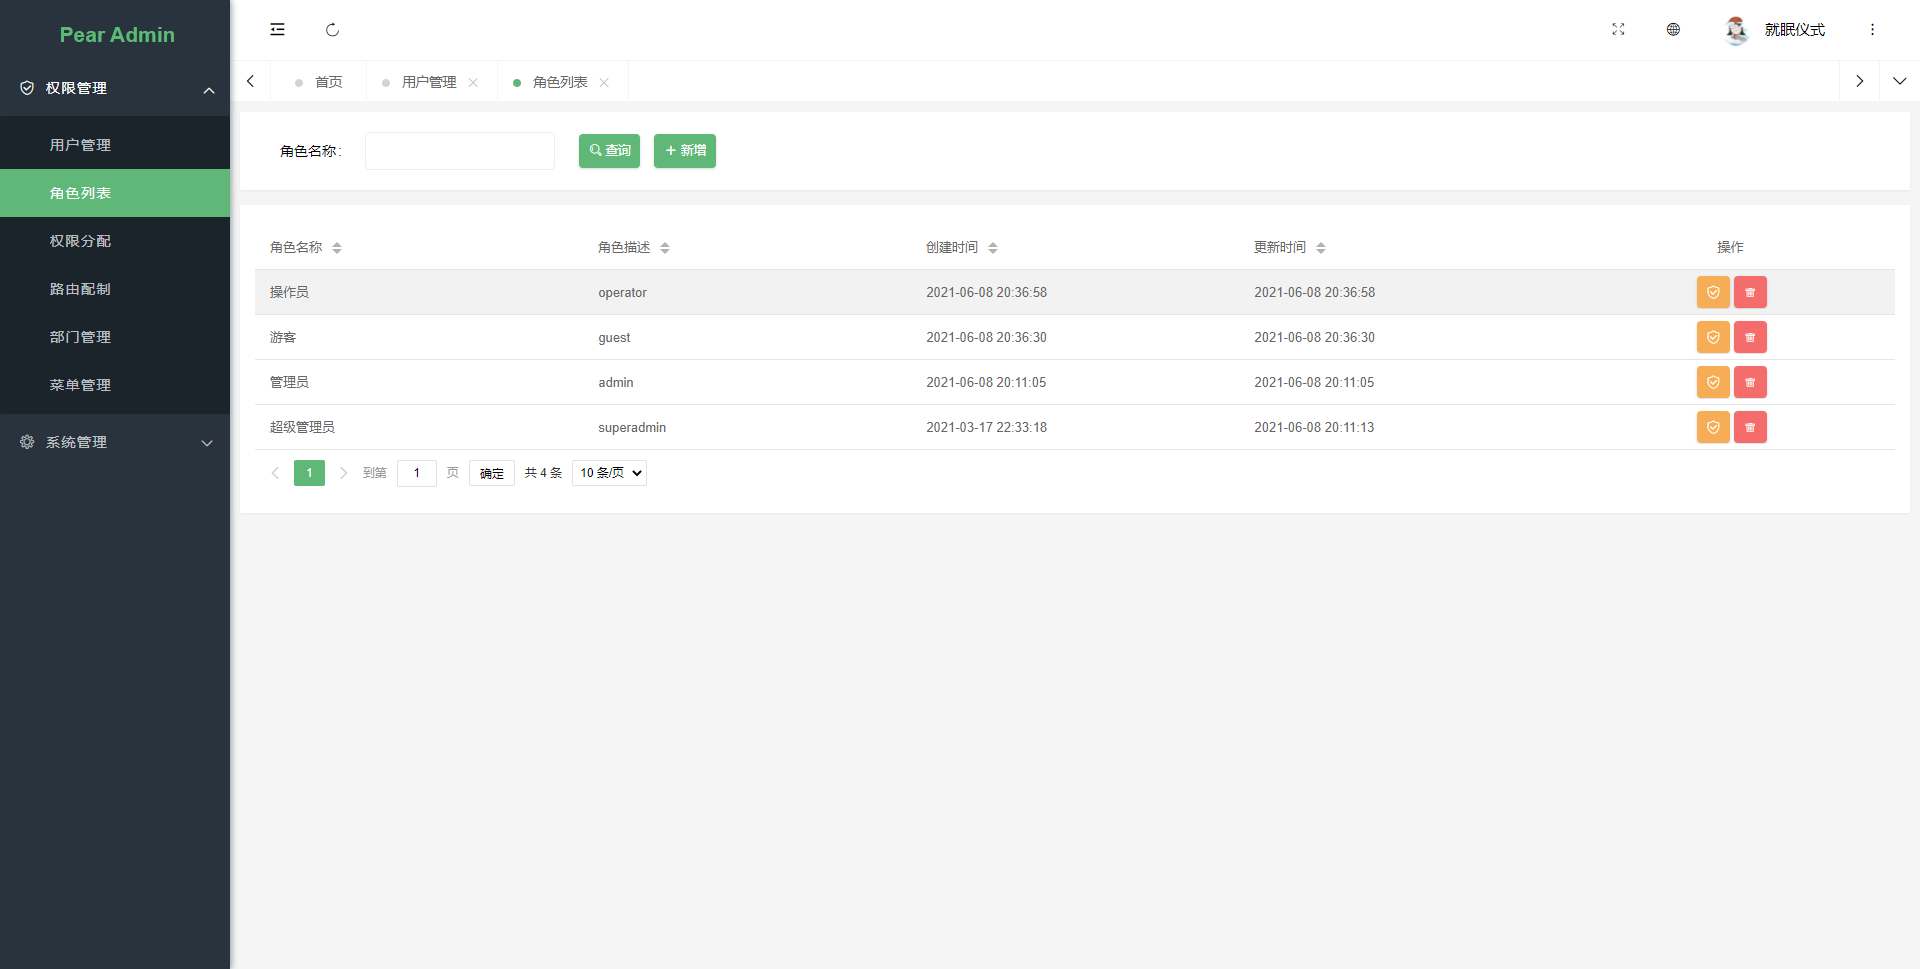 Pear Admin
权限管理
用户管理
角色列表
权限分配
路由配制
部门管理
菜单管理
系统管理
就眠仪式
首页 用户管理 角色列表
角色名称: 查询 新增
角色名称 角色描述 创建时间 更新时间 操作
操作员 operator 2021-06-08 20:36:58 2021-06-08 20:36:58
游客 guest 2021-06-08 20:36:30 2021-06-08 20:36:30
管理员 admin 2021-06-08 20:11:05 2021-06-08 20:11:05
超级管理员 superadmin 2021-03-17 22:33:18 2021-06-08 20:11:13
1 到第 1 页 确定 共 4 条 10 条/页